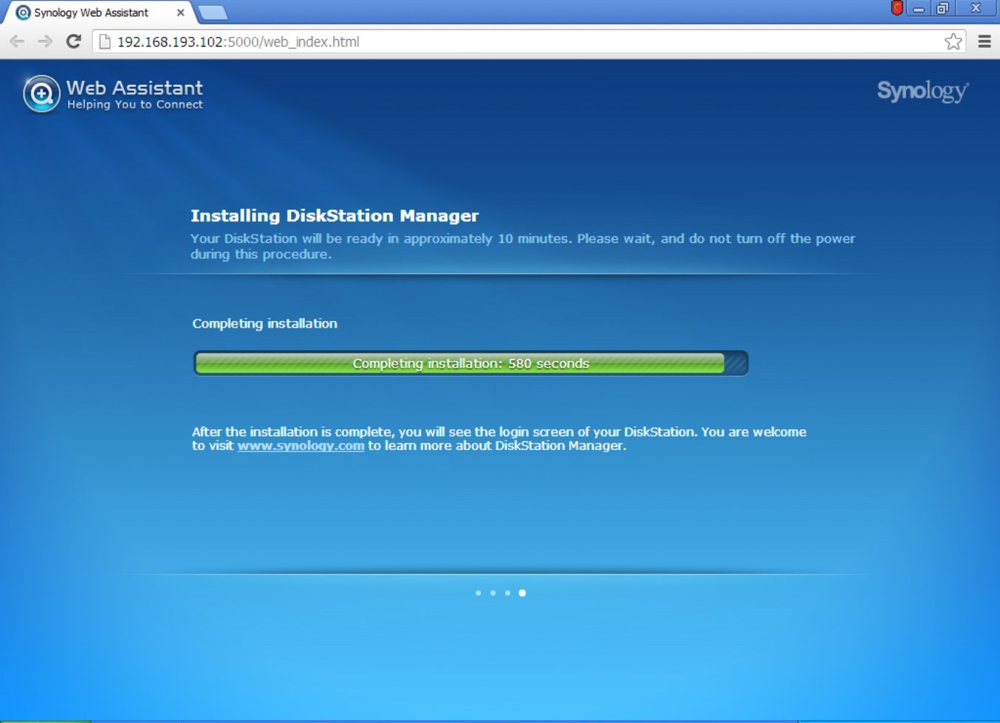 Synology Web Assistant
192.168.193.102:5000/web_index.html
Web Assistant
Helping You to Connect
Synology
Installing DiskStation Manager
Your DiskStation will be ready in approximately 10 minutes. Please wait, and do not turn off the power
during this procedure.
Completing installation
Completing installation: 580 seconds
After the installation is complete, you will see the login screen of your DiskStation. You are welcome
to visit www.synology.com to learn more about DiskStation Manager.